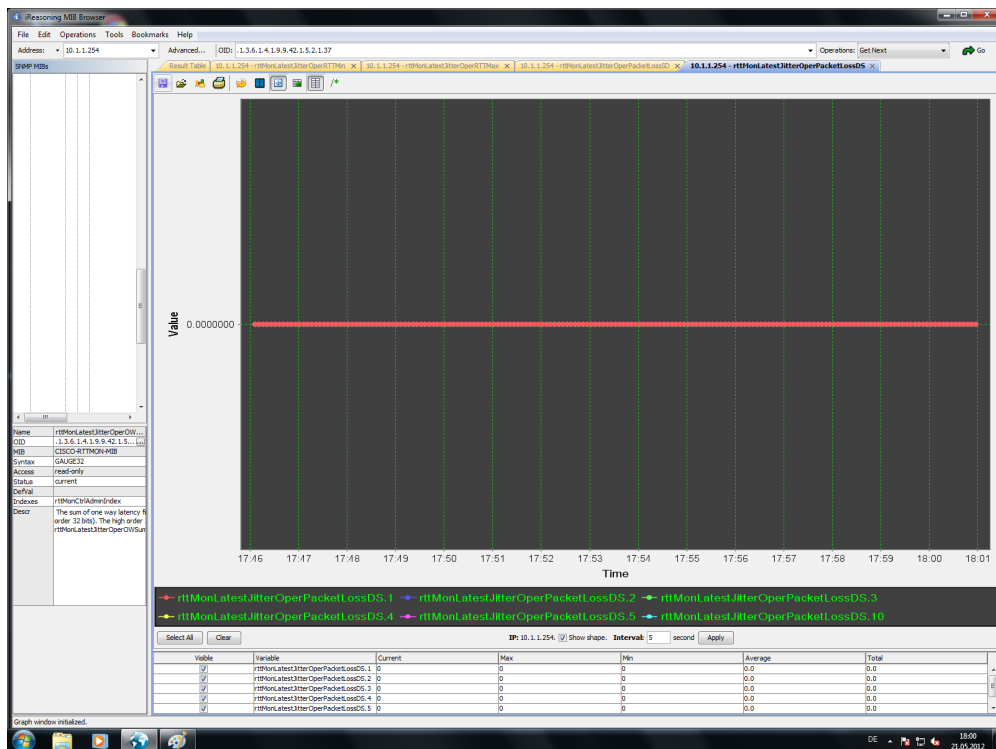 iReasoning MIB Browser
File Edit Operations Tools Bookmarks Help
Address: 10.1.1.254 Advanced... OID: .1.3.6.1.4.1.9.9.42.1.5.2.1.37 Operations: Get Next Go
SNMP MIBs
Result Table 10.1.1.254 - rttMonLatestJitterOperRTTMin 10.1.1.254 - rttMonLatestJitterOperRTTMax 10.1.1.254 - rttMonLatestJitterOperPacketLossSD 10.1.1.254 - rttMonLatestJitterOperPacketLossDS
/*
Value
0.0000000
17:46 17:47 17:48 17:49 17:50 17:51 17:52 17:53 17:54 17:55 17:56 17:57 17:58 17:59 18:00 18:01
Time
rttMonLatestJitterOperPacketLossDS.1 rttMonLatestJitterOperPacketLossDS.2 rttMonLatestJitterOperPacketLossDS.3
rttMonLatestJitterOperPacketLossDS.4 rttMonLatestJitterOperPacketLossDS.5 rttMonLatestJitterOperPacketLossDS.10
Name rttMonLatestJitterOperOW...
OID .1.3.6.1.4.1.9.9.42.1.5... ...
MIB CISCO-RTTMON-MIB
Syntax GAUGE32
Access read-only
Status current
DefVal
Indexes rttMonCtrlAdminIndex
Descr The sum of one way latency fi
order 32 bits). The high order
rttMonLatestJitterOperOWSum
Select All Clear IP: 10.1.1.254. Show shape. Interval: 5 second Apply
Visible Variable Current Max Min Average Total
rttMonLatestJitterOperPacketLossDS.1 0 0 0 0.0 0.0
rttMonLatestJitterOperPacketLossDS.2 0 0 0 0.0 0.0
rttMonLatestJitterOperPacketLossDS.3 0 0 0 0.0 0.0
rttMonLatestJitterOperPacketLossDS.4 0 0 0 0.0 0.0
rttMonLatestJitterOperPacketLossDS.5 0 0 0 0.0 0.0
Graph window initialized.
DE 18:00
21.05.2012